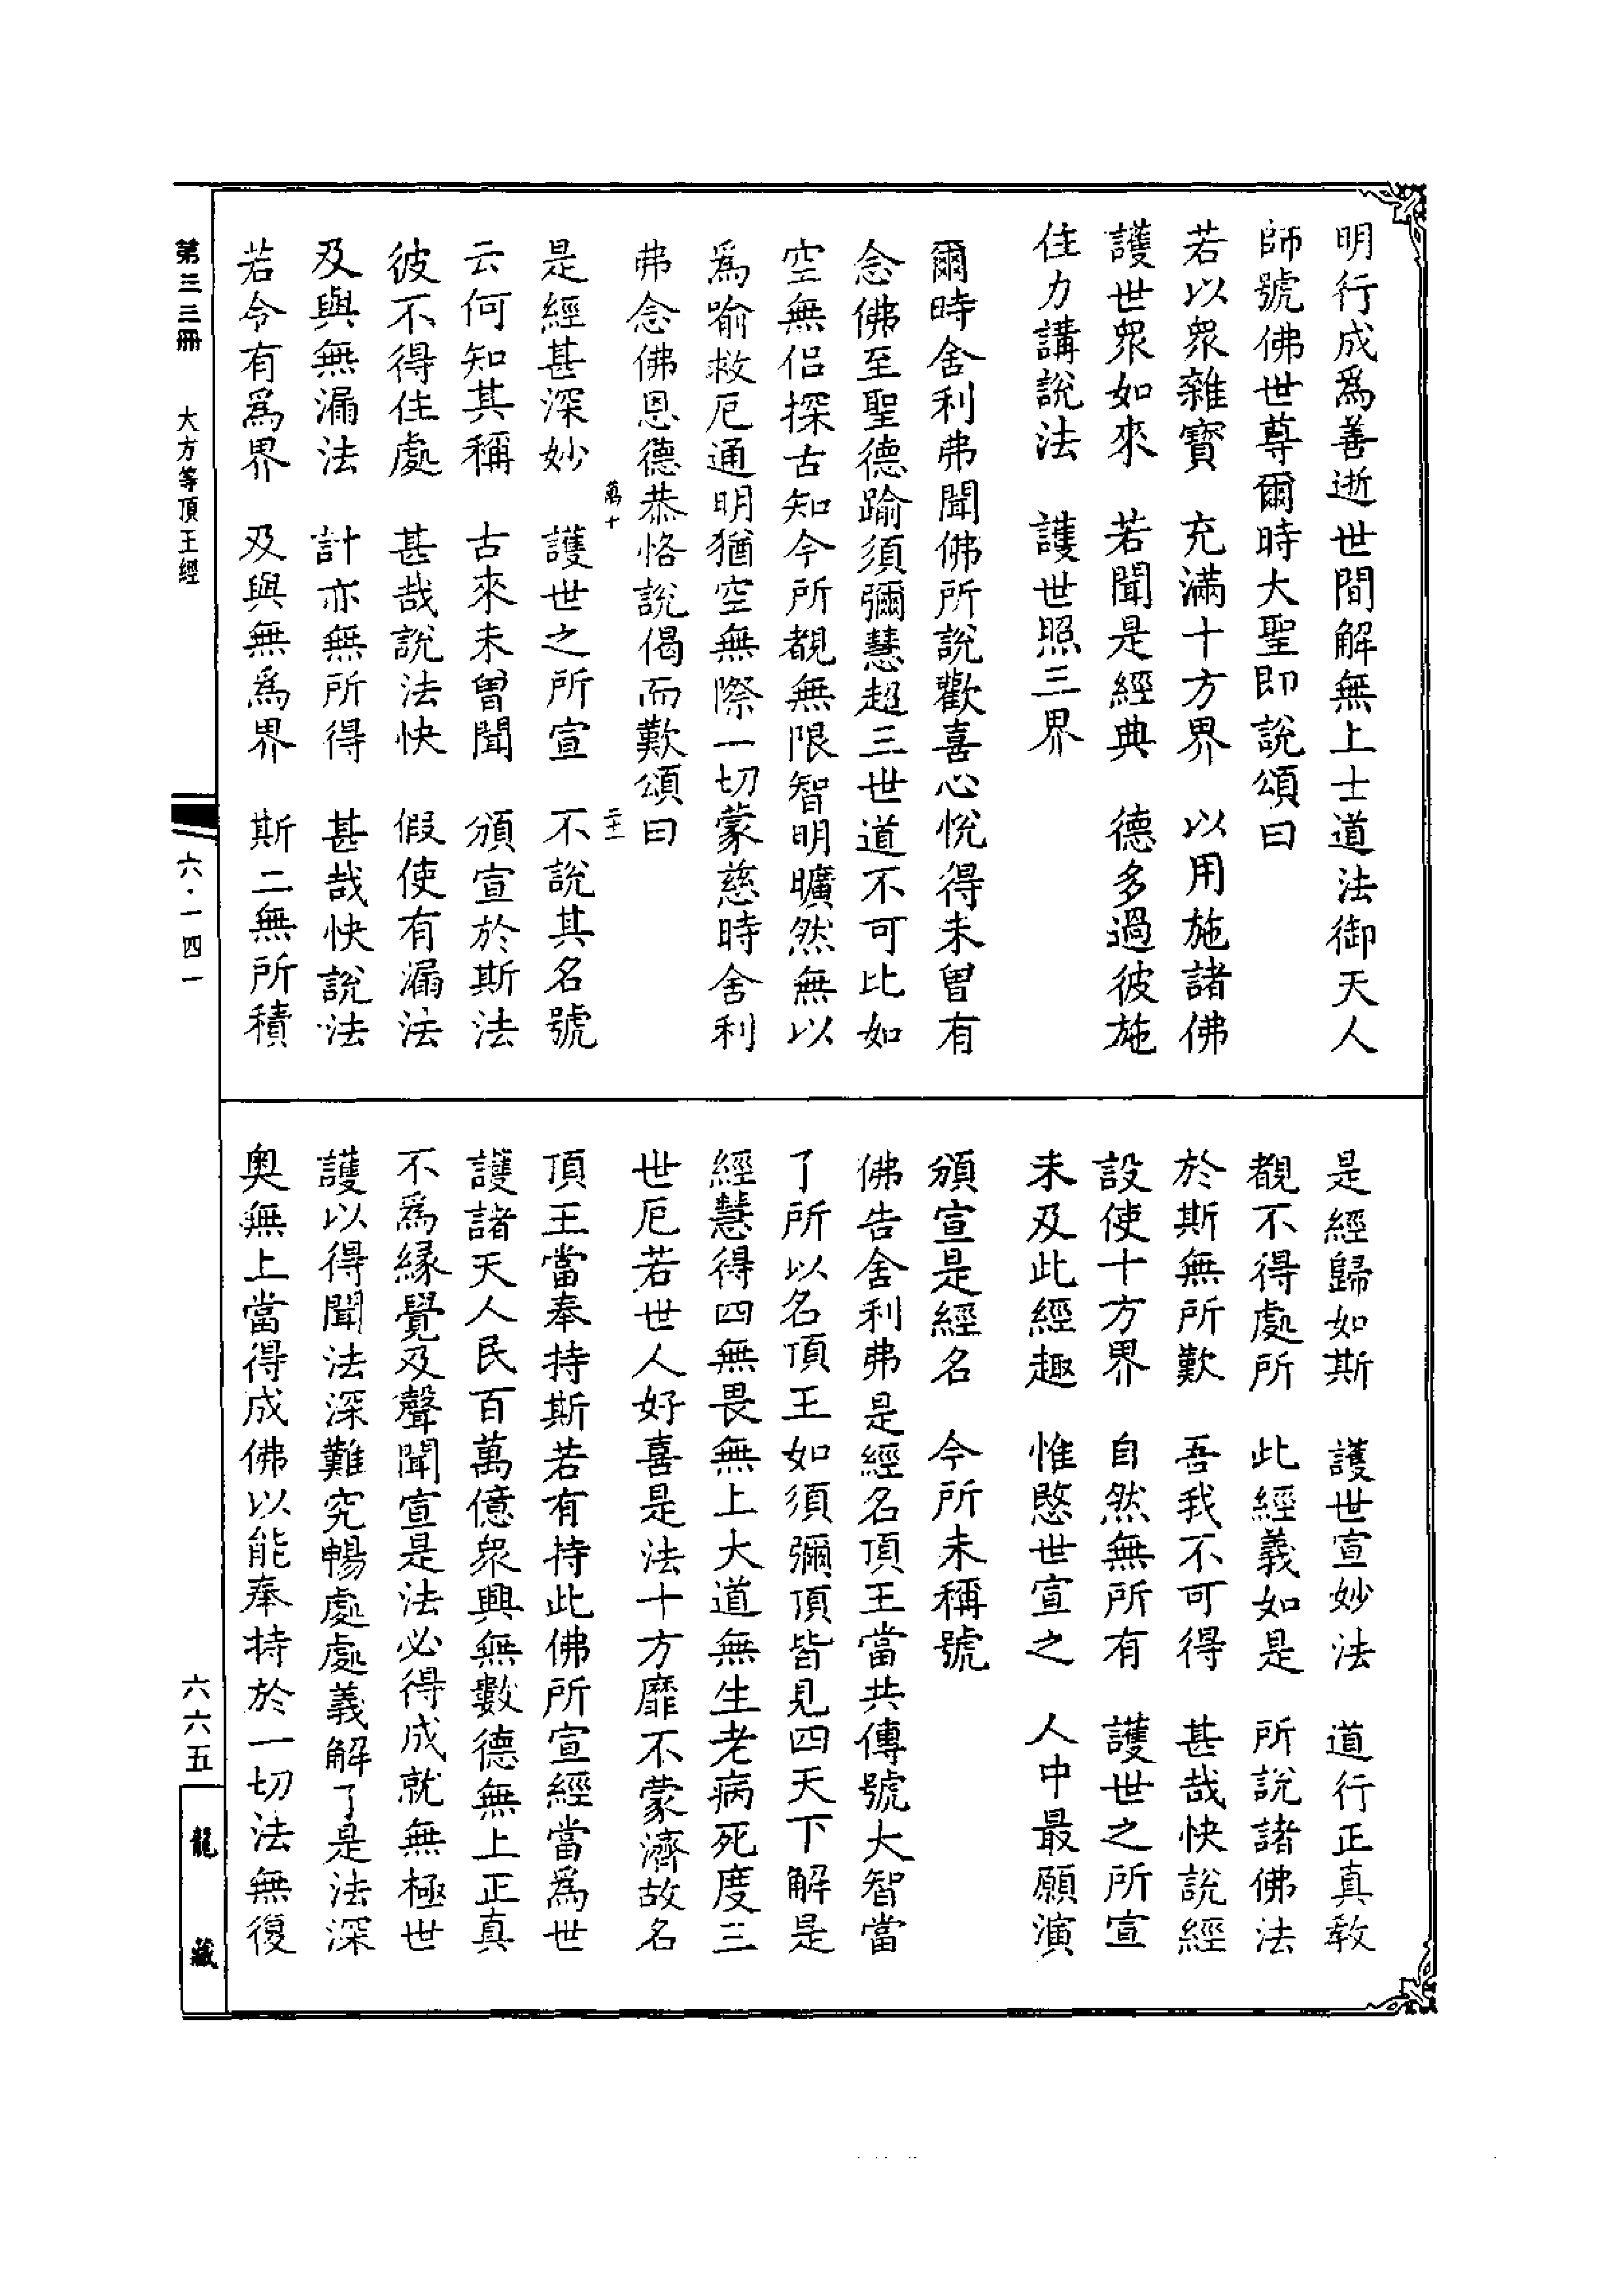 明行成爲善逝世間解無上士道法御天人
師號佛世尊爾時大聖即說頌曰
若以衆雜寶　充滿十方界　以用施諸佛
護世衆如來　若聞是經典　德多過彼施
住力講說法　護世照三界
爾時舍利弗聞佛所說歡喜心悅得未曾有
念佛至聖德踰須彌慧超三世道不可比如
空無侶探古知今所覩無限智明曠然無以
爲喻救厄通明猶空無際一切蒙慈時舍利
弗念佛恩德恭恪說偈而歎頌曰
萬十　二十一
是經甚深妙　護世之所宣　不說其名號
云何知其稱　古來未曾聞　頒宣於斯法
彼不得住處　甚哉說法快　假使有漏法
及與無漏法　計亦無所得　甚哉快說法
若令有爲界　及與無爲界　斯二無所積
是經歸如斯　護世宣妙法　道行正真教
覩不得處所　此經義如是　所說諸佛法
於斯無所歎　吾我不可得　甚哉快說經
設使十方界　自然無所有　護世之所宣
未及此經趣　惟愍世宣之　人中最願演
頒宣是經名　今所未稱號
佛告舍利弗是經名頂王當共傳號大智當
了所以名頂王如須彌頂皆見四天下解是
經慧得四無畏無上大道無生老病死度三
世厄若世人好喜是法十方靡不蒙濟故名
頂王當奉持斯若有持此佛所宣經當爲世
護諸天人民百萬億衆興無數德無上正真
不爲緣覺及聲聞宣是法必得成就無極世
護以得聞法深難究暢處處義解了是法深
奧無上當得成佛以能奉持於一切法無復
第三三冊　大方等頂王經
六・一四一
六六五
龍藏